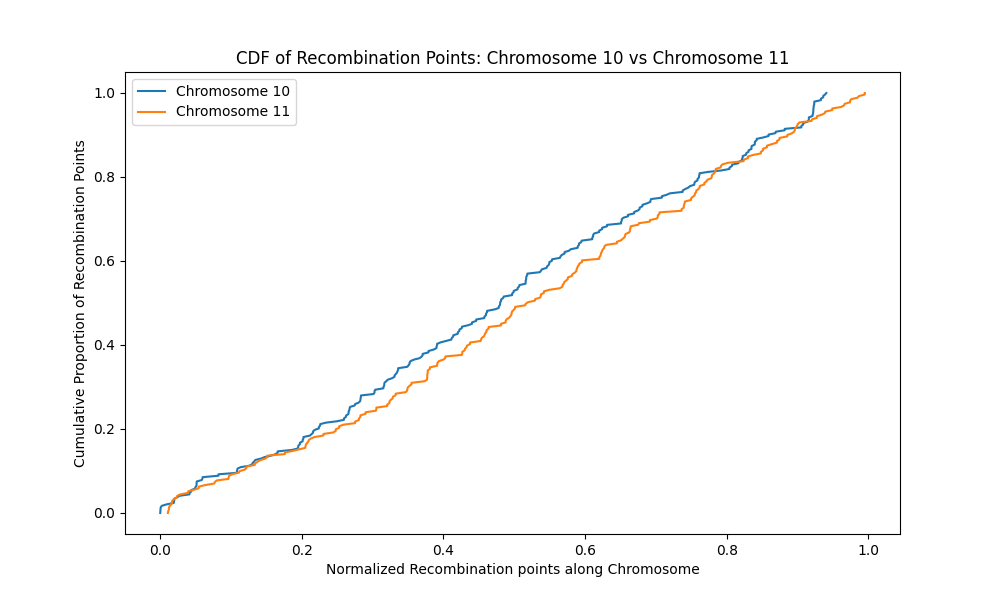 CDF of Recombination Points: Chromosome 10 vs Chromosome 11
Chromosome 10
Chromosome 11
Cumulative Proportion of Recombination Points
1.0
0.8
0.6
0.4
0.2
0.0
0.0 0.2 0.4 0.6 0.8 1.0
Normalized Recombination points along Chromosome